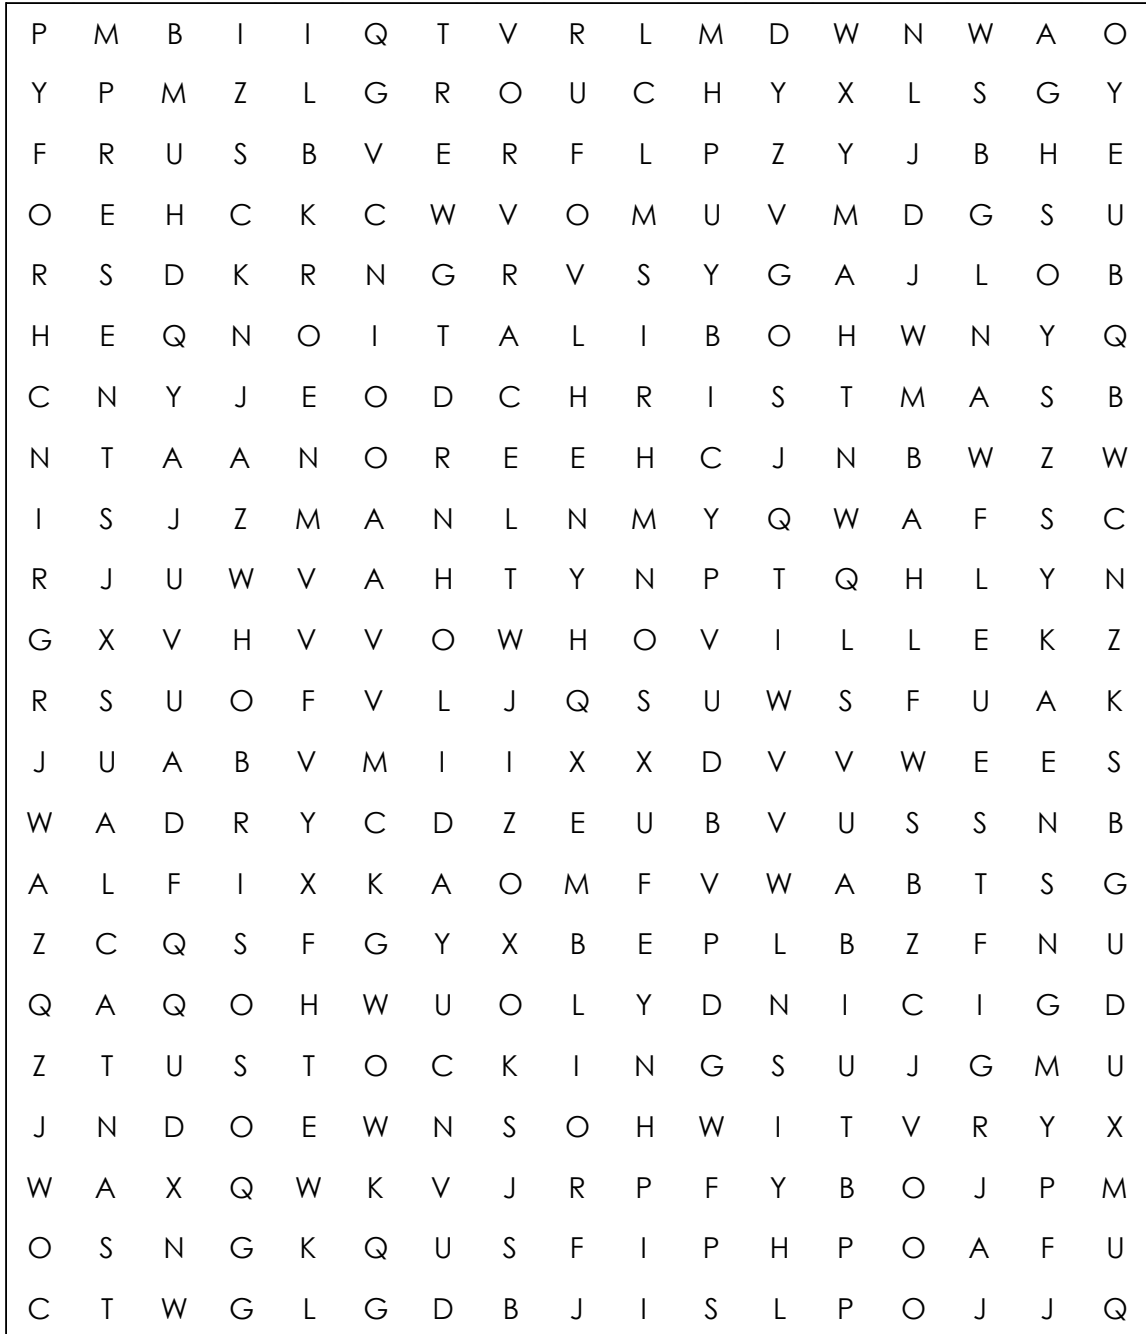 P M B I I Q T V R L M D W N W A O
Y P M Z L G R O U C H Y X L S G Y
F R U S B V E R F L P Z Y J B H E
O E H C K C W V O M U V M D G S U
R S D K R N G R V S Y G A J L O B
H E Q N O I T A L I B O H W N Y Q
C N Y J E O D C H R I S T M A S B
N T A A N O R E E H C J N B W Z W
I S J Z M A N L N M Y Q W A F S C
R J U W V A H T Y N P T Q H L Y N
G X V H V V O W H O V I L L E K Z
R S U O F V L J Q S U W S F U A K
J U A B V M I I X X D V V W E E S
W A D R Y C D Z E U B V U S S N B
A L F I X K A O M F V W A B T S G
Z C Q S F G Y X B E P L B Z F N U
Q A Q O H W U O L Y D N I C I G D
Z T U S T O C K I N G S U J G M U
J N D O E W N S O H W I T V R Y X
W A X Q W K V J R P F Y B O J P M
O S N G K Q U S F I P H P O A F U
C T W G L G D B J I S L P O J J Q